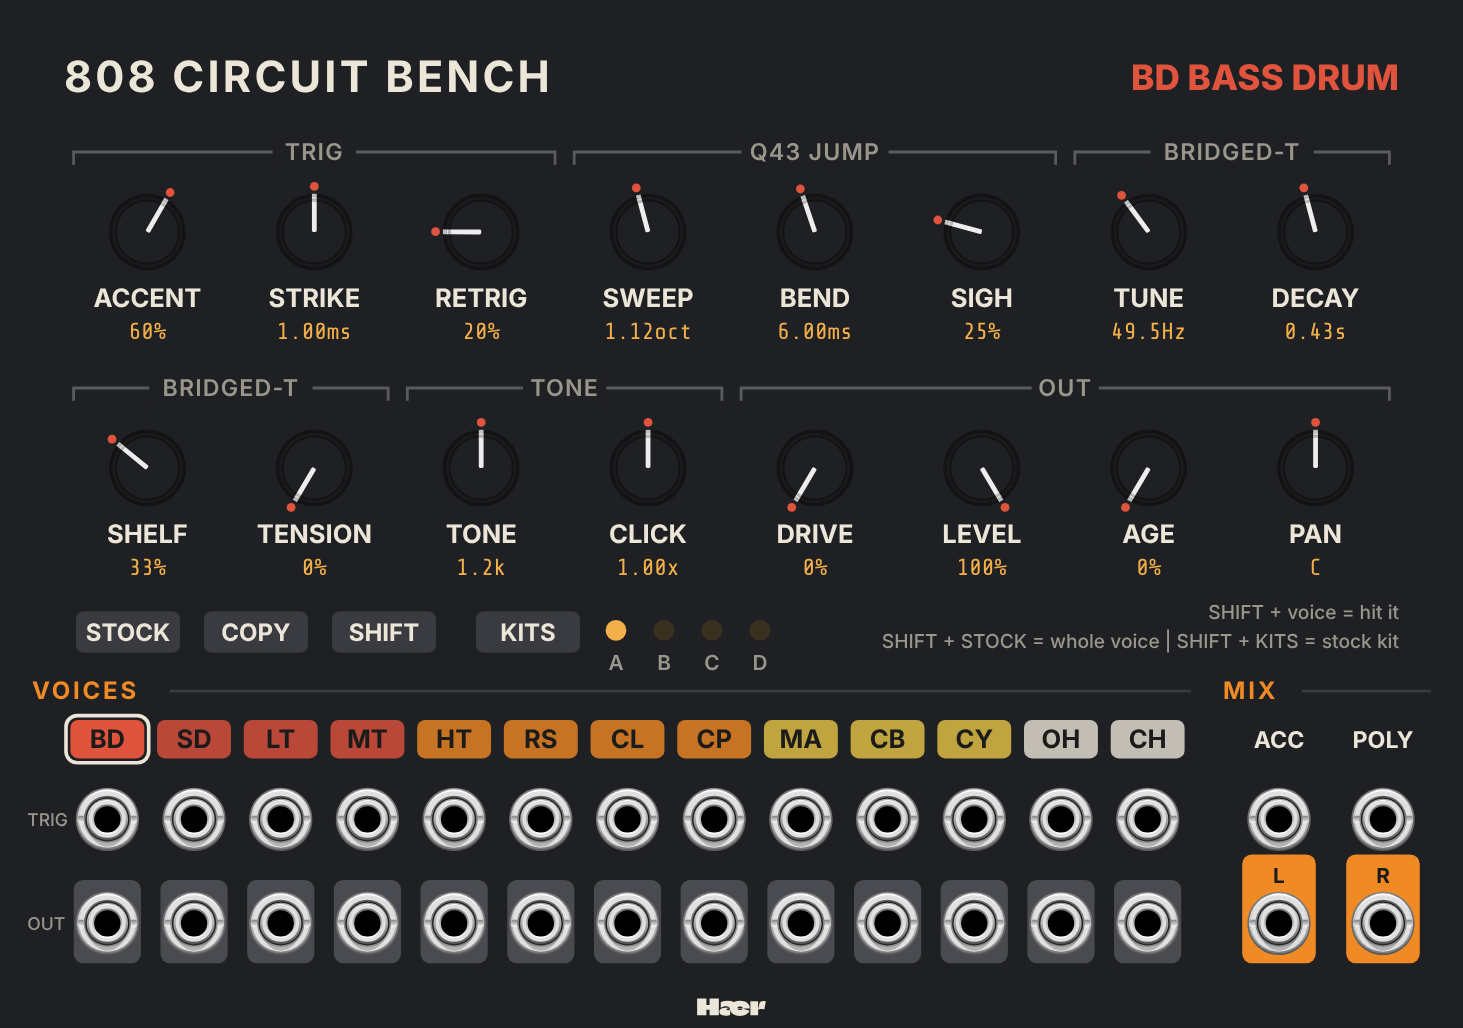 808 CIRCUIT BENCH
BD BASS DRUM
TRIG
Q43 JUMP
BRIDGED-T
ACCENT STRIKE RETRIG SWEEP BEND SIGH TUNE DECAY
60% 1.00ms 20% 1.12oct 6.00ms 25% 49.5Hz 0.43s
BRIDGED-T
TONE
OUT
SHELF TENSION TONE CLICK DRIVE LEVEL AGE PAN
33% 0% 1.2k 1.00x 0% 100% 0% C
STOCK COPY SHIFT KITS
A B C D
SHIFT + voice = hit it
SHIFT + STOCK = whole voice | SHIFT + KITS = stock kit
VOICES
MIX
BD SD LT MT HT RS CL CP MA CB CY OH CH ACC POLY
TRIG
L R
OUT
Hær